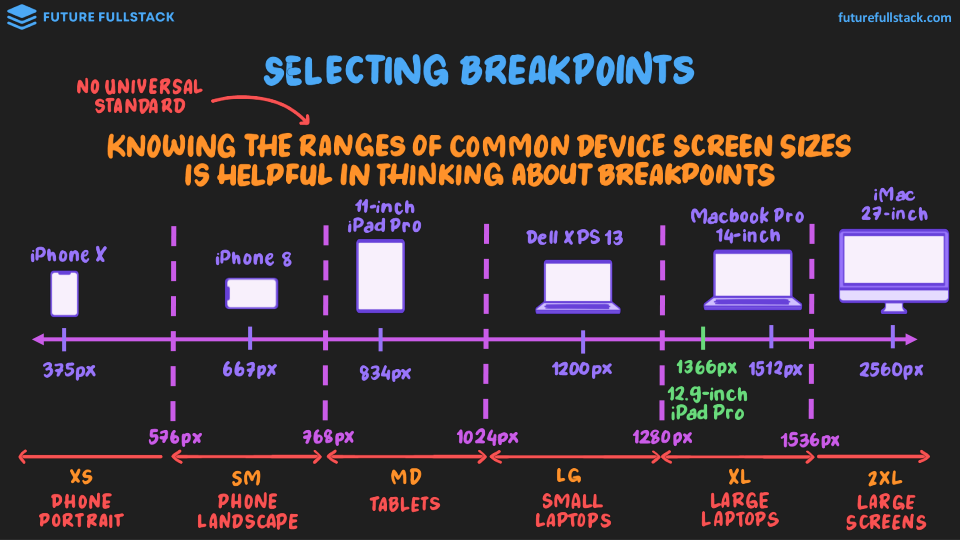 FUTURE FULLSTACK
futurefullstack.com
SELECTING BREAKPOINTS
NO UNIVERSAL
STANDARD
KNOWING THE RANGES OF COMMON DEVICE SCREEN SIZES
IS HELPFUL IN THINKING ABOUT BREAKPOINTS
iPhone X
iPhone 8
11-inch
iPad Pro
Dell XPS 13
Macbook Pro
14-inch
iMac
27-inch
375px
667px
834px
1200px
1366px
1512px
2560px
12.9-inch
iPad Pro
576px
768px
1024px
1280px
1536px
XS
PHONE
PORTRAIT
SM
PHONE
LANDSCAPE
MD
TABLETS
LG
SMALL
LAPTOPS
XL
LARGE
LAPTOPS
2XL
LARGE
SCREENS